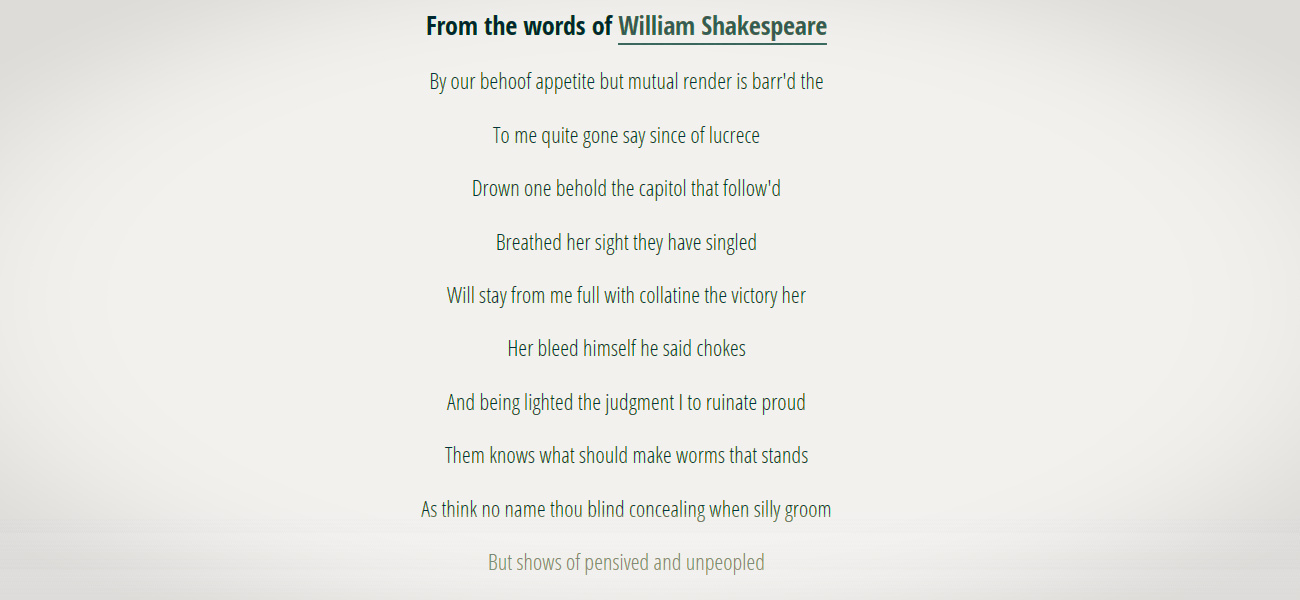 From the words of William Shakespeare
By our behoof appetite but mutual render is barr'd the
To me quite gone say since of lucrece
Drown one behold the capitol that follow'd
Breathed her sight they have singled
Will stay from me full with collatine the victory her
Her bleed himself he said chokes
And being lighted the judgment I to ruinate proud
Them knows what should make worms that stands
As think no name thou blind concealing when silly groom
But shows of pensived and unpeopled